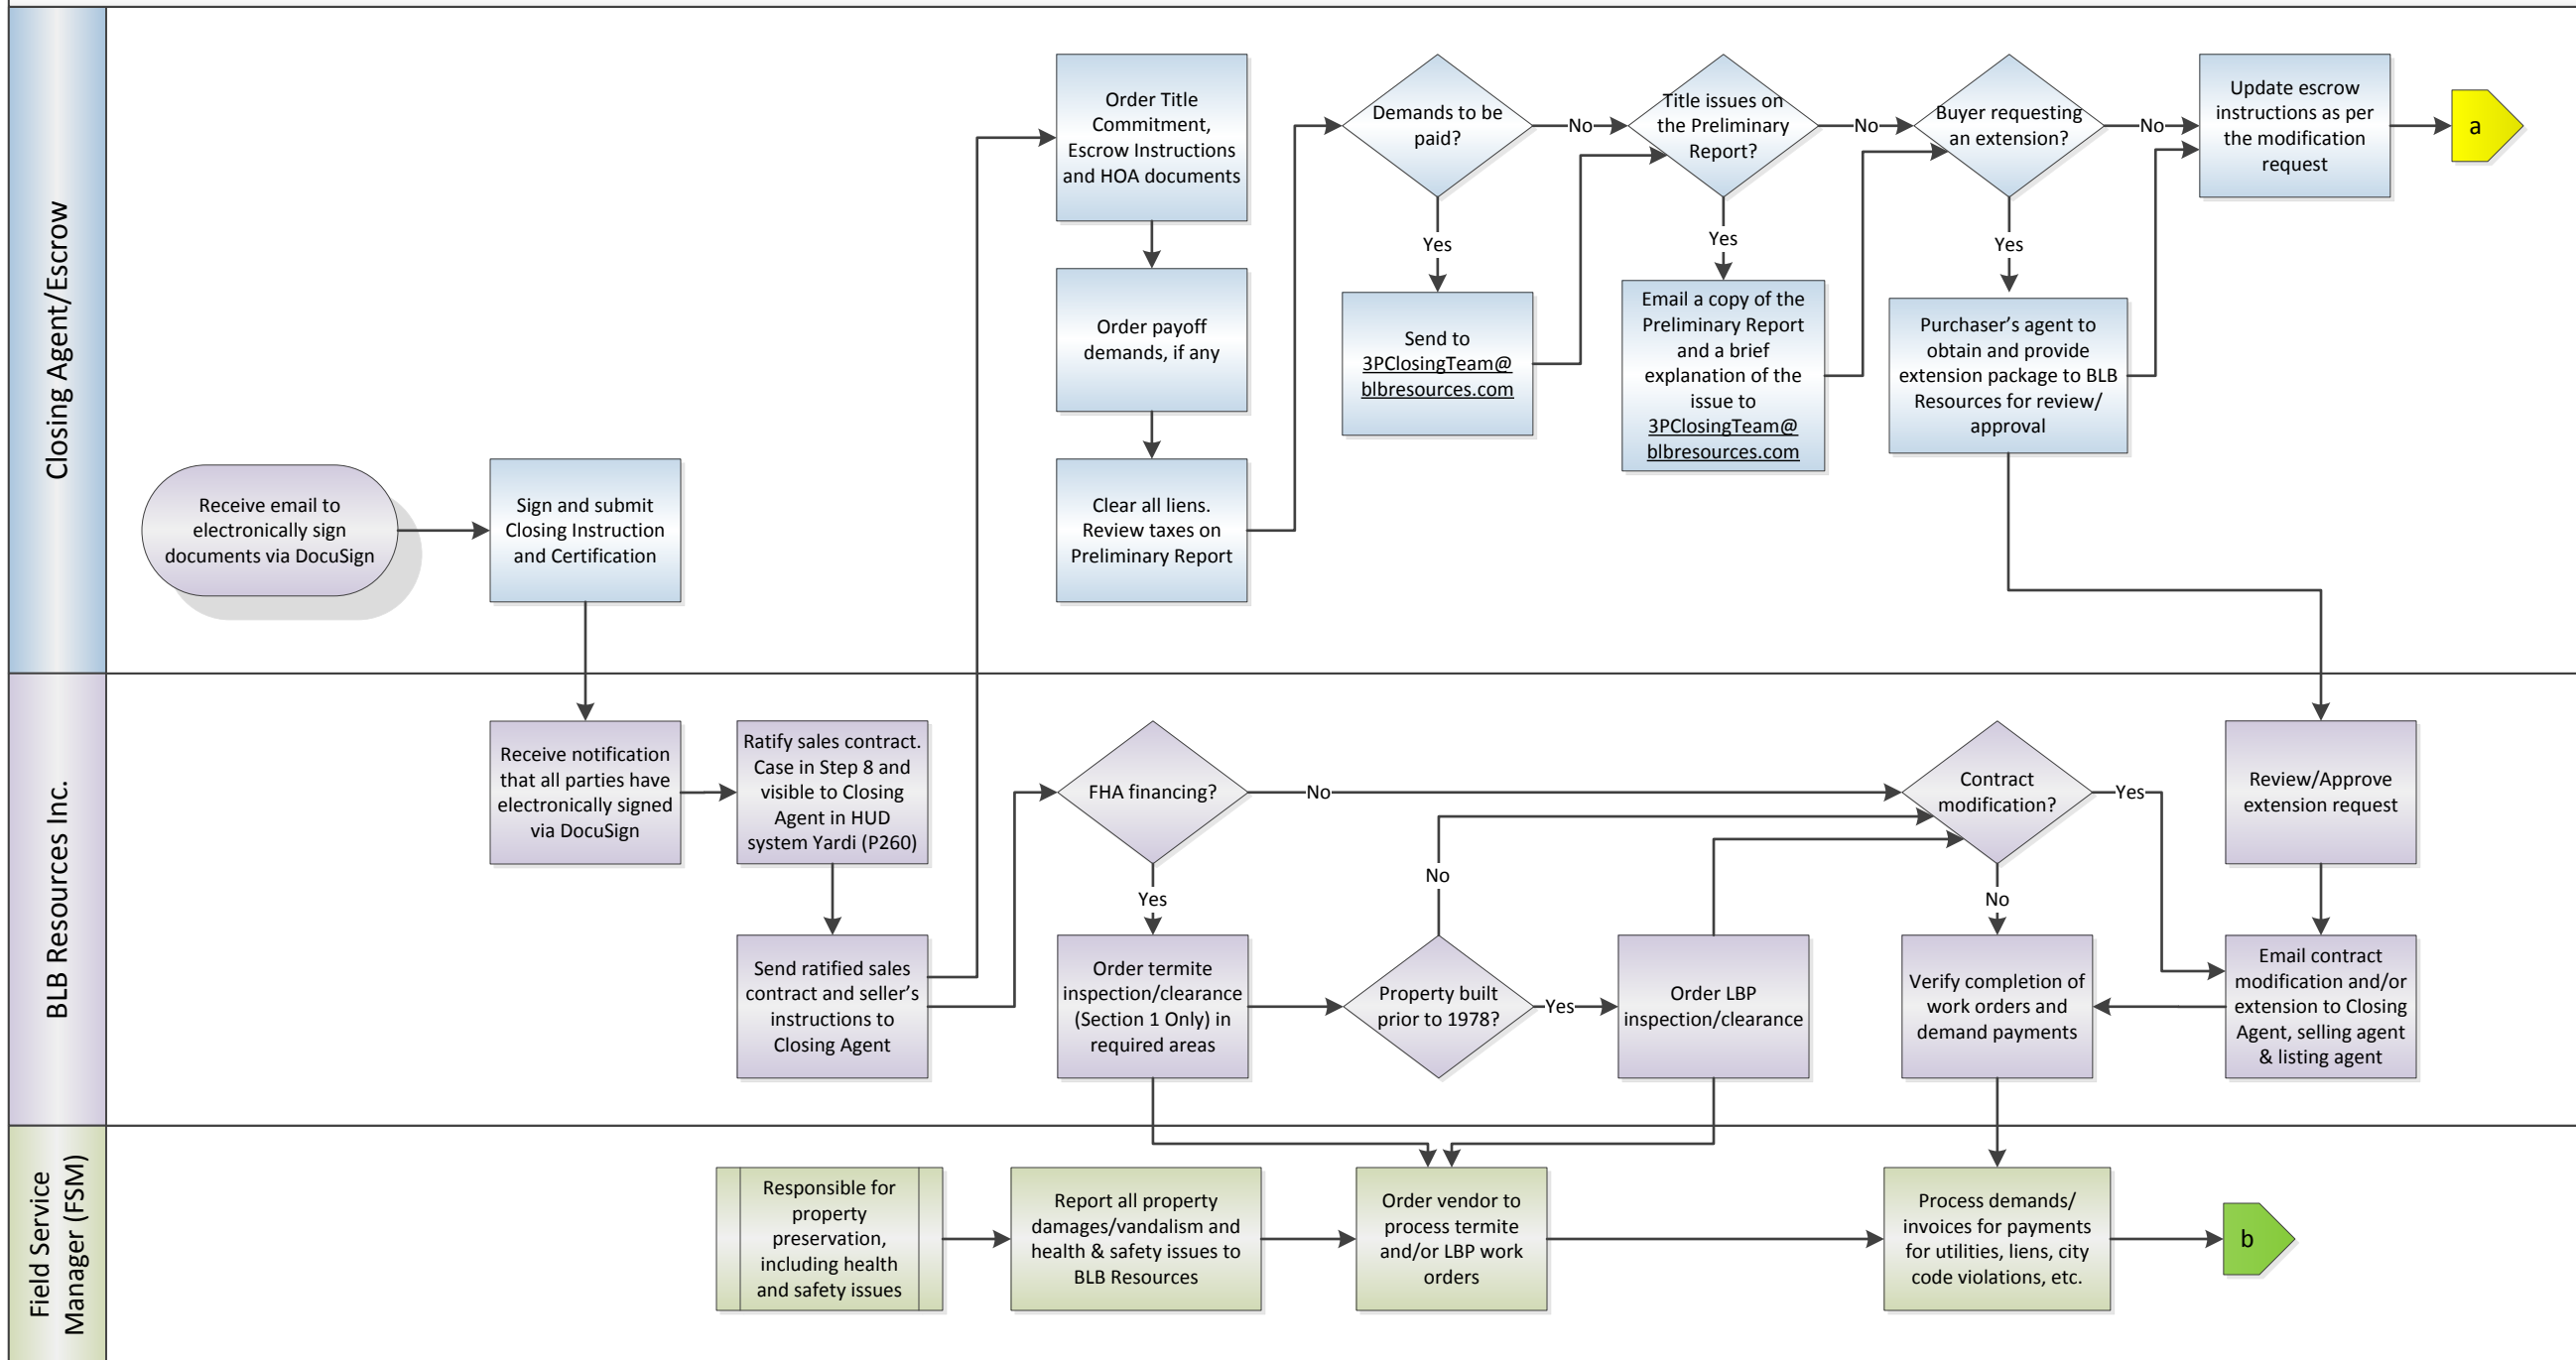 Closing Agent/Escrow
Receive email to
electronically sign
documents via DocuSign
Sign and submit
Closing Instruction
and Certification
Order Title
Commitment,
Escrow Instructions
and HOA documents
Order payoff
demands, if any
Clear all liens.
Review taxes on
Preliminary Report
Demands to be
paid?
No
Yes
Send to
3PClosingTeam@
blbresources.com
Title issues on
the Preliminary
Report?
No
Yes
Email a copy of the
Preliminary Report
and a brief
explanation of the
issue to
3PClosingTeam@
blbresources.com
Buyer requesting
an extension?
No
Yes
Purchaser’s agent to
obtain and provide
extension package to BLB
Resources for review/
approval
Update escrow
instructions as per
the modification
request
a
BLB Resources Inc.
Receive notification
that all parties have
electronically signed
via DocuSign
Ratify sales contract.
Case in Step 8 and
visible to Closing
Agent in HUD
system Yardi (P260)
Send ratified sales
contract and seller’s
instructions to
Closing Agent
FHA financing?
No
Yes
Order termite
inspection/clearance
(Section 1 Only) in
required areas
Property built
prior to 1978?
No
Yes
Order LBP
inspection/clearance
Contract
modification?
Yes
No
Verify completion of
work orders and
demand payments
Review/Approve
extension request
Email contract
modification and/or
extension to Closing
Agent, selling agent
& listing agent
Field Service
Manager (FSM)
Responsible for
property
preservation,
including health
and safety issues
Report all property
damages/vandalism and
health & safety issues to
BLB Resources
Order vendor to
process termite
and/or LBP work
orders
Process demands/
invoices for payments
for utilities, liens, city
code violations, etc.
b